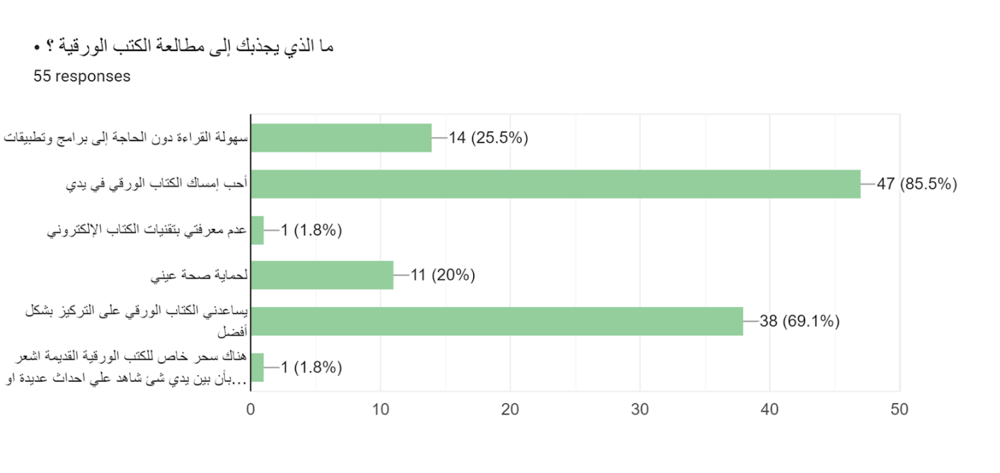 • ما الذي يجذبك إلى مطالعة الكتب الورقية ؟
55 responses
سهولة القراءة دون الحاجة إلى برامج وتطبيقات
14 (25.5%)
أحب إمساك الكتاب الورقي في يدي
47 (85.5%)
عدم معرفتي بتقنيات الكتاب الإلكتروني
1 (1.8%)
لحماية صحة عيني
11 (20%)
يساعدني الكتاب الورقي على التركيز بشكل
أفضل
38 (69.1%)
هناك سحر خاص للكتب الورقية القديمة اشعر
بأن بين يدي شئ شاهد علي احداث عديدة او...
1 (1.8%)
0 10 20 30 40 50